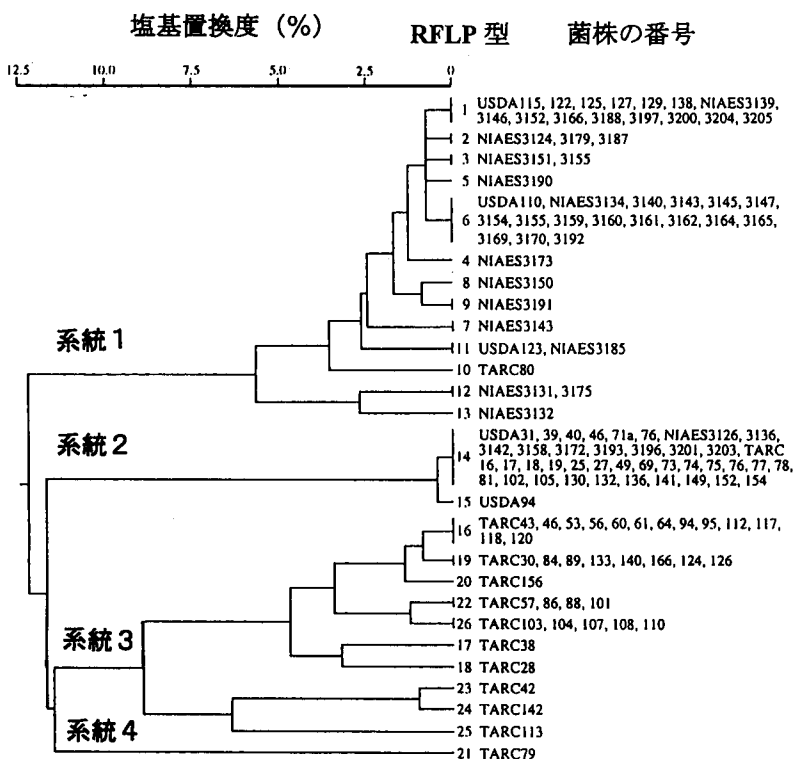 塩基置換度（%）
RFLP 型
菌株の番号
12.5 10.0 7.5 5.0 2.5 0
1 USDA115, 122, 125, 127, 129, 138, NIAES3139,
3146, 3152, 3166, 3188, 3197, 3200, 3204, 3205
2 NIAES3124, 3179, 3187
3 NIAES3151, 3155
5 NIAES3190
USDA110, NIAES3134, 3140, 3143, 3145, 3147,
6 3154, 3155, 3159, 3160, 3161, 3162, 3164, 3165,
3169, 3170, 3192
4 NIAES3173
8 NIAES3150
9 NIAES3191
7 NIAES3143
系統１
11 USDA123, NIAES3185
10 TARC80
12 NIAES3131, 3175
13 NIAES3132
系統２
USDA31, 39, 40, 46, 71a, 76, NIAES3126, 3136,
3142, 3158, 3172, 3193, 3196, 3201, 3203, TARC
14 16, 17, 18, 19, 25, 27, 49, 69, 73, 74, 75, 76, 77, 78,
81, 102, 105, 130, 132, 136, 141, 149, 152, 154
15 USDA94
16 TARC43, 46, 53, 56, 60, 61, 64, 94, 95, 112, 117,
118, 120
19 TARC30, 84, 89, 133, 140, 166, 124, 126
20 TARC156
22 TARC57, 86, 88, 101
26 TARC103, 104, 107, 108, 110
系統３
17 TARC38
18 TARC28
23 TARC42
24 TARC142
系統４
25 TARC113
21 TARC79